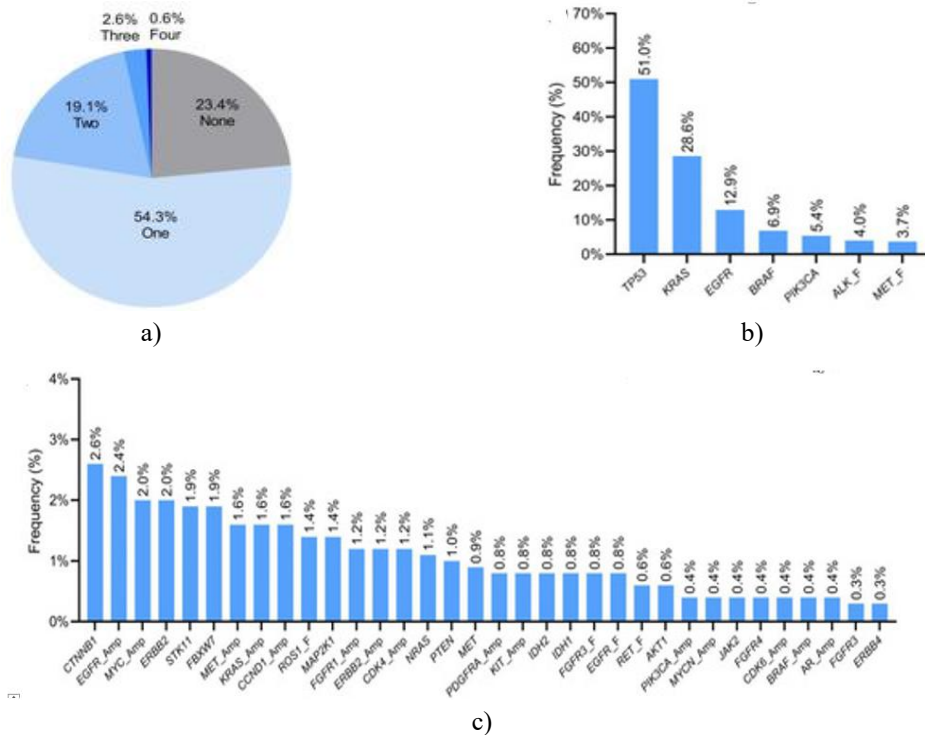 2.6% 0.6%
Three Four
19.1%
Two
23.4%
None
54.3%
One
a)
Frequency (%)
70%
60%
50%
40%
30%
20%
10%
0%
51.0%
28.6%
12.9%
6.9%
5.4%
4.0%
3.7%
TP53
KRAS
EGFR
BRAF
PIK3CA
ALK_F
MET_F
b)
Frequency (%)
4%
3%
2%
1%
0%
2.6%
2.4%
2.0%
2.0%
1.9%
1.9%
1.6%
1.6%
1.6%
1.4%
1.4%
1.2%
1.2%
1.2%
1.1%
1.0%
0.9%
0.8%
0.8%
0.8%
0.8%
0.8%
0.8%
0.6%
0.6%
0.4%
0.4%
0.4%
0.4%
0.4%
0.4%
0.4%
0.3%
0.3%
CTNNB1
EGFR_Amp
MYC_Amp
ERBB2
STK11
FBXW7
MET_Amp
KRAS_Amp
CCND1_Amp
ROS1_F
MAP2K1
FGFR1_Amp
ERBB2_Amp
CDK4_Amp
NRAS
PTEN
MET
PDGFRA_Amp
KIT_Amp
IDH2
IDH1
FGFR3_F
EGFR_F
RET_F
AKT1
PIK3CA_Amp
MYCN_Amp
JAK2
FGFR4
CDK6_Amp
BRAF_Amp
AR_Amp
FGFR3
ERBB4
c)